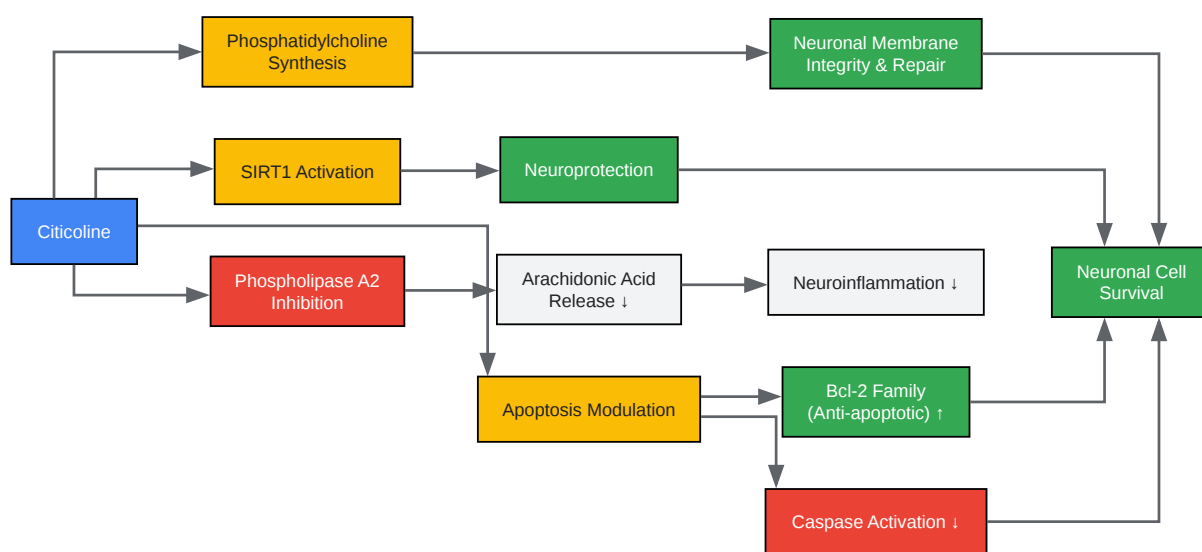 Phosphatidylcholine
Synthesis
Neuronal Membrane
Integrity & Repair
SIRT1 Activation
Neuroprotection
Citicoline
Phospholipase A2
Inhibition
Arachidonic Acid
Release ↓
Neuroinflammation ↓
Neuronal Cell
Survival
Apoptosis Modulation
Bcl-2 Family
(Anti-apoptotic) ↑
Caspase Activation ↓